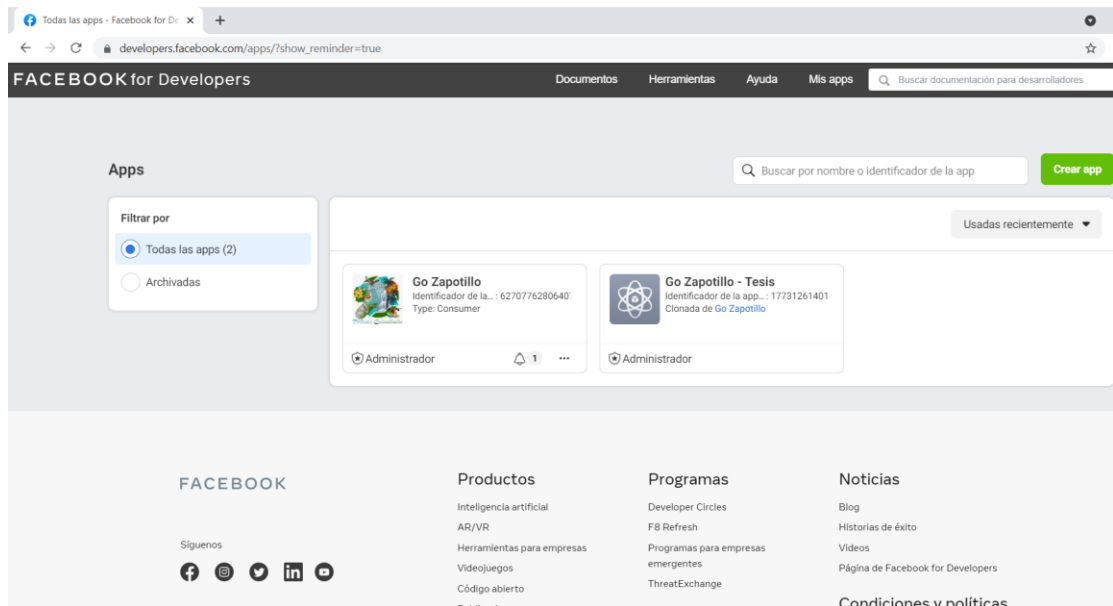 Todas las apps - Facebook for De
developers.facebook.com/apps/?show_reminder=true
FACEBOOK for Developers
Documentos
Herramientas
Ayuda
Mis apps
Buscar documentación para desarrolladores
Apps
Buscar por nombre o identificador de la app
Crear app
Filtrar por
Todas las apps (2)
Archivadas
Usadas recientemente
Go Zapotillo
Identificador de la...: 6270776280640
Type: Consumer
Administrador
1
Go Zapotillo - Tesis
Identificador de la app...: 17731261401
Clonada de Go Zapotillo
Administrador
FACEBOOK
Síguenos
Productos
Inteligencia artificial
AR/VR
Herramientas para empresas
Videojuegos
Código abierto
Programas
Developer Circles
F8 Refresh
Programas para empresas
emergentes
ThreatExchange
Noticias
Blog
Historias de éxito
Videos
Página de Facebook for Developers
Condiciones y políticas